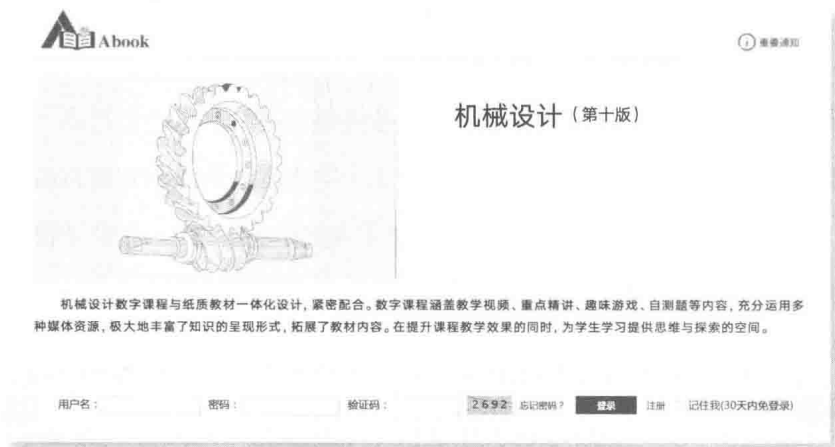 Abook
重要通知
机械设计(第十版)
机械设计数字课程与纸质教材一体化设计,紧密配合。数字课程涵盖教学视频、重点精讲、趣味游戏、自测题等内容,充分运用多
种媒体资源,极大地丰富了知识的呈现形式,拓展了教材内容。在提升课程教学效果的同时,为学生学习提供思维与探索的空间。
用户名: 密码: 验证码: 2692 忘记密码? 登录 注册 记住我(30天内免登录)